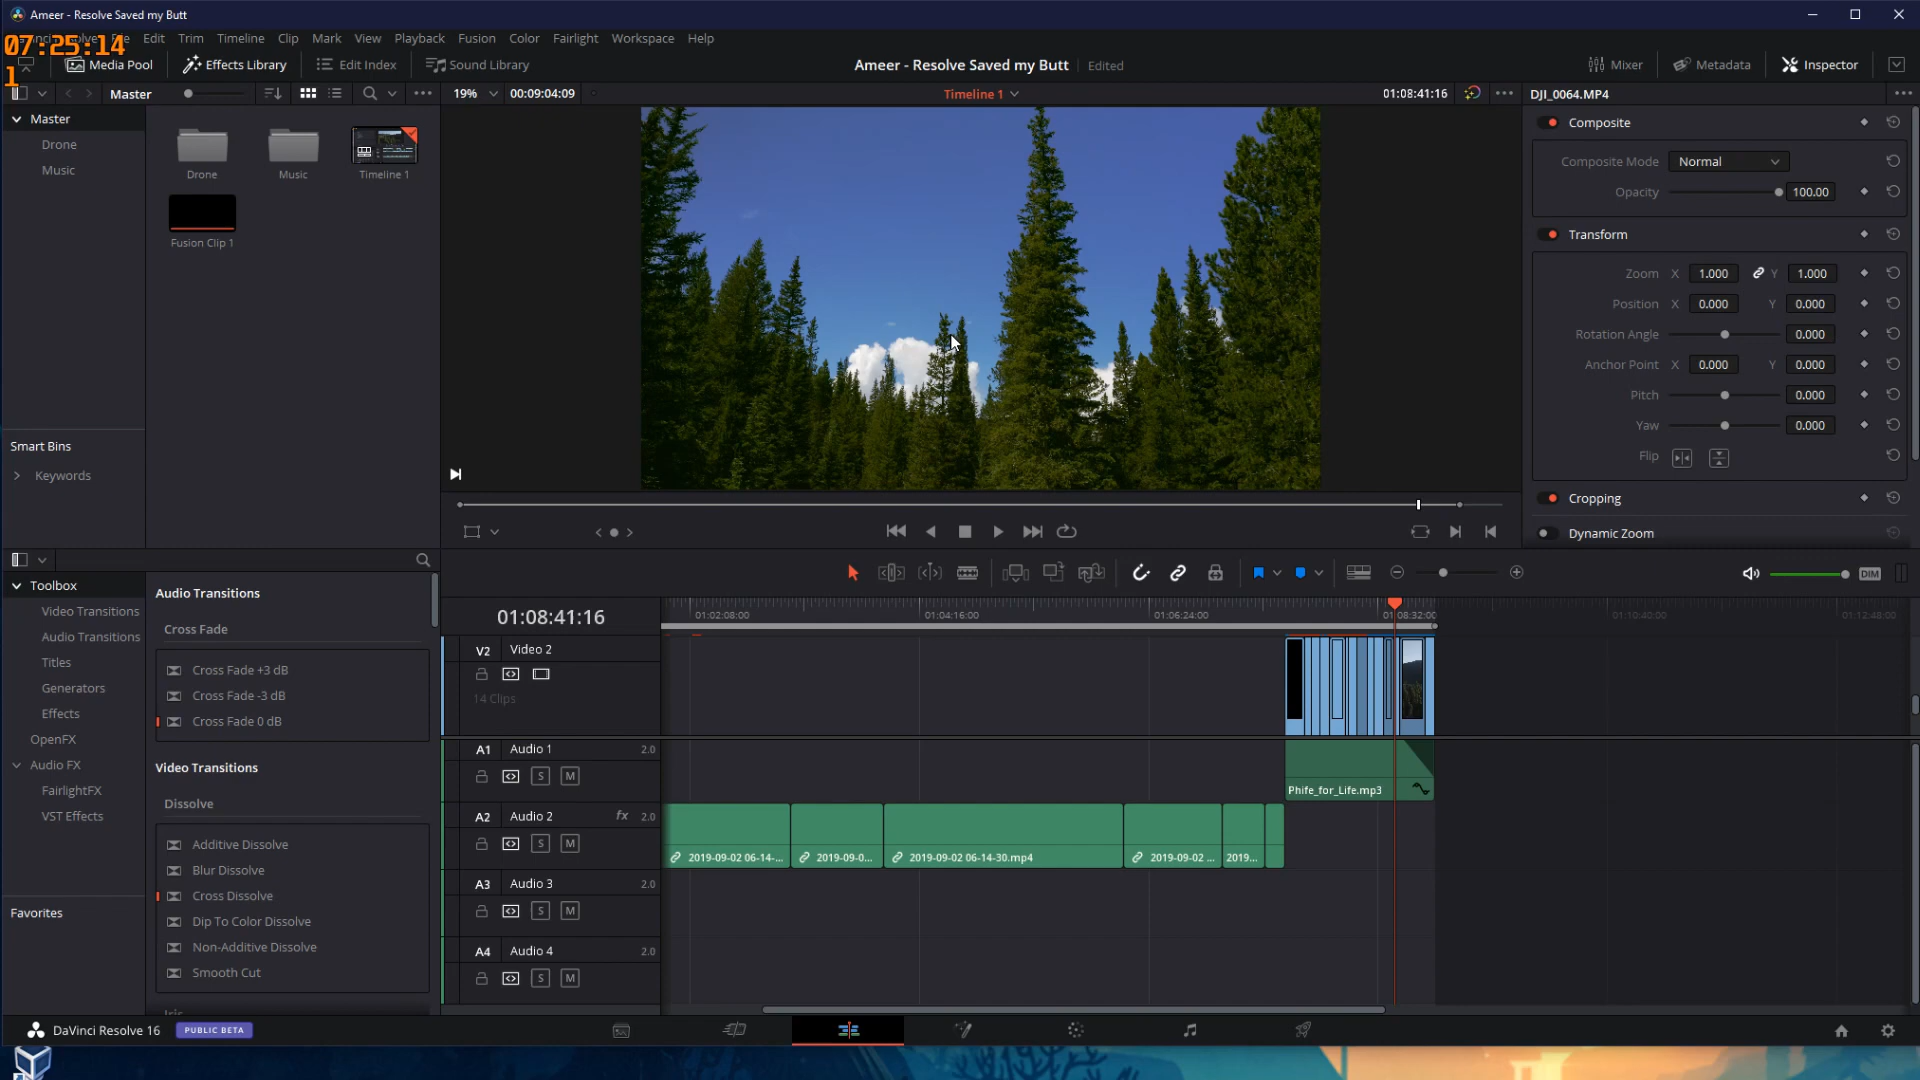 Ameer - Resolve Saved my Butt
File Edit Trim Timeline Clip Mark View Playback Fusion Color Fairlight Workspace Help
07:25:14
1
Media Pool Effects Library Edit Index Sound Library
Ameer - Resolve Saved my Butt Edited
Mixer Metadata Inspector
Master
19% 00:09:04:09 Timeline 1 01:08:41:16
DJI_0064.MP4
Master
Drone
Music
Drone Music Timeline 1
Fusion Clip 1
Smart Bins
Keywords
Composite
Composite Mode Normal
Opacity 100.00
Transform
Zoom X 1.000 Y 1.000
Position X 0.000 Y 0.000
Rotation Angle 0.000
Anchor Point X 0.000 Y 0.000
Pitch 0.000
Yaw 0.000
Flip
Cropping
Dynamic Zoom
Toolbox
Video Transitions
Audio Transitions
Titles
Generators
Effects
OpenFX
Audio FX
FairlightFX
VST Effects
Favorites
Audio Transitions
Cross Fade
Cross Fade +3 dB
Cross Fade -3 dB
Cross Fade 0 dB
Video Transitions
Dissolve
Additive Dissolve
Blur Dissolve
Cross Dissolve
Dip To Color Dissolve
Non-Additive Dissolve
Smooth Cut
Iris
DIM
01:08:41:16
01:02:08:00 01:04:16:00 01:06:24:00 01:08:32:00 01:10:40:00 01:12:48:00
V2 Video 2
14 Clips
A1 Audio 1 2.0
S M
Phife_for_Life.mp3
A2 Audio 2 fx 2.0
S M
2019-09-02 06-14-... 2019-09-0... 2019-09-02 06-14-30.mp4 2019-09-02 ... 2019...
A3 Audio 3 2.0
S M
A4 Audio 4 2.0
S M
DaVinci Resolve 16 PUBLIC BETA